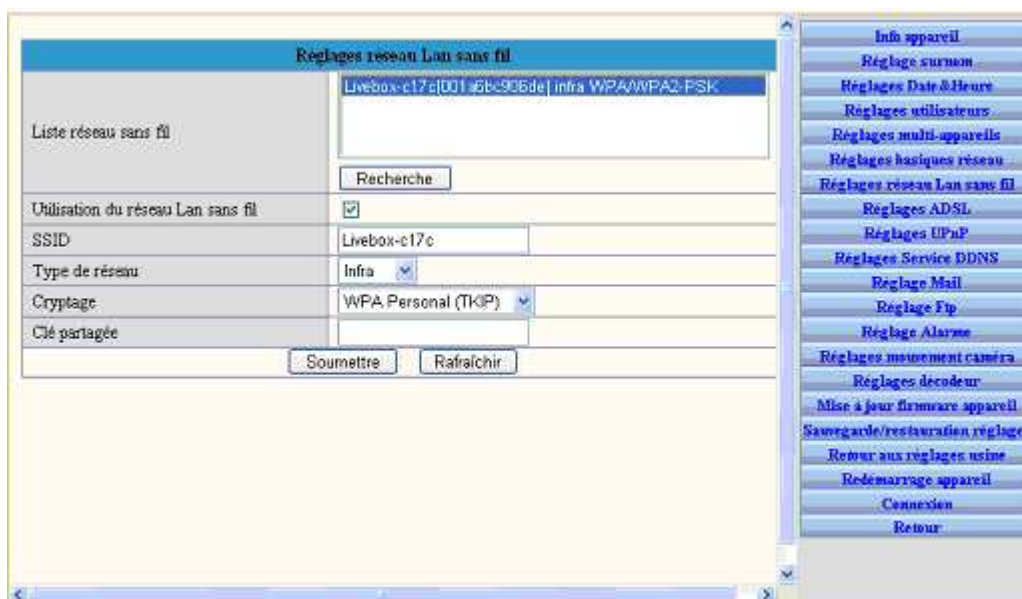 Réglages réseau Lan sans fil
Liste réseau sans fil
Livebox-c17c[001a6bc906de] infra WPA/WPA2-PSK
Recherche
Utilisation du réseau Lan sans fil
SSID
Livebox-c17c
Type de réseau
Infra
Cryptage
WPA Personal (TKIP)
Clé partagée
Soumettre
Rafraîchir
Info appareil
Réglage surnom
Réglages Date&Heure
Réglages utilisateurs
Réglages multi-appareils
Réglages basiques réseau
Réglages réseau Lan sans fil
Réglages ADSL
Réglages UPnP
Réglages Service DDNS
Réglage Mail
Réglage Ftp
Réglage Alarme
Réglages mouvement caméra
Réglages décodeur
Mise à jour firmware appareil
Sauvegarde/restauration réglage
Retour aux réglages usine
Redémarrage appareil
Connexion
Retour